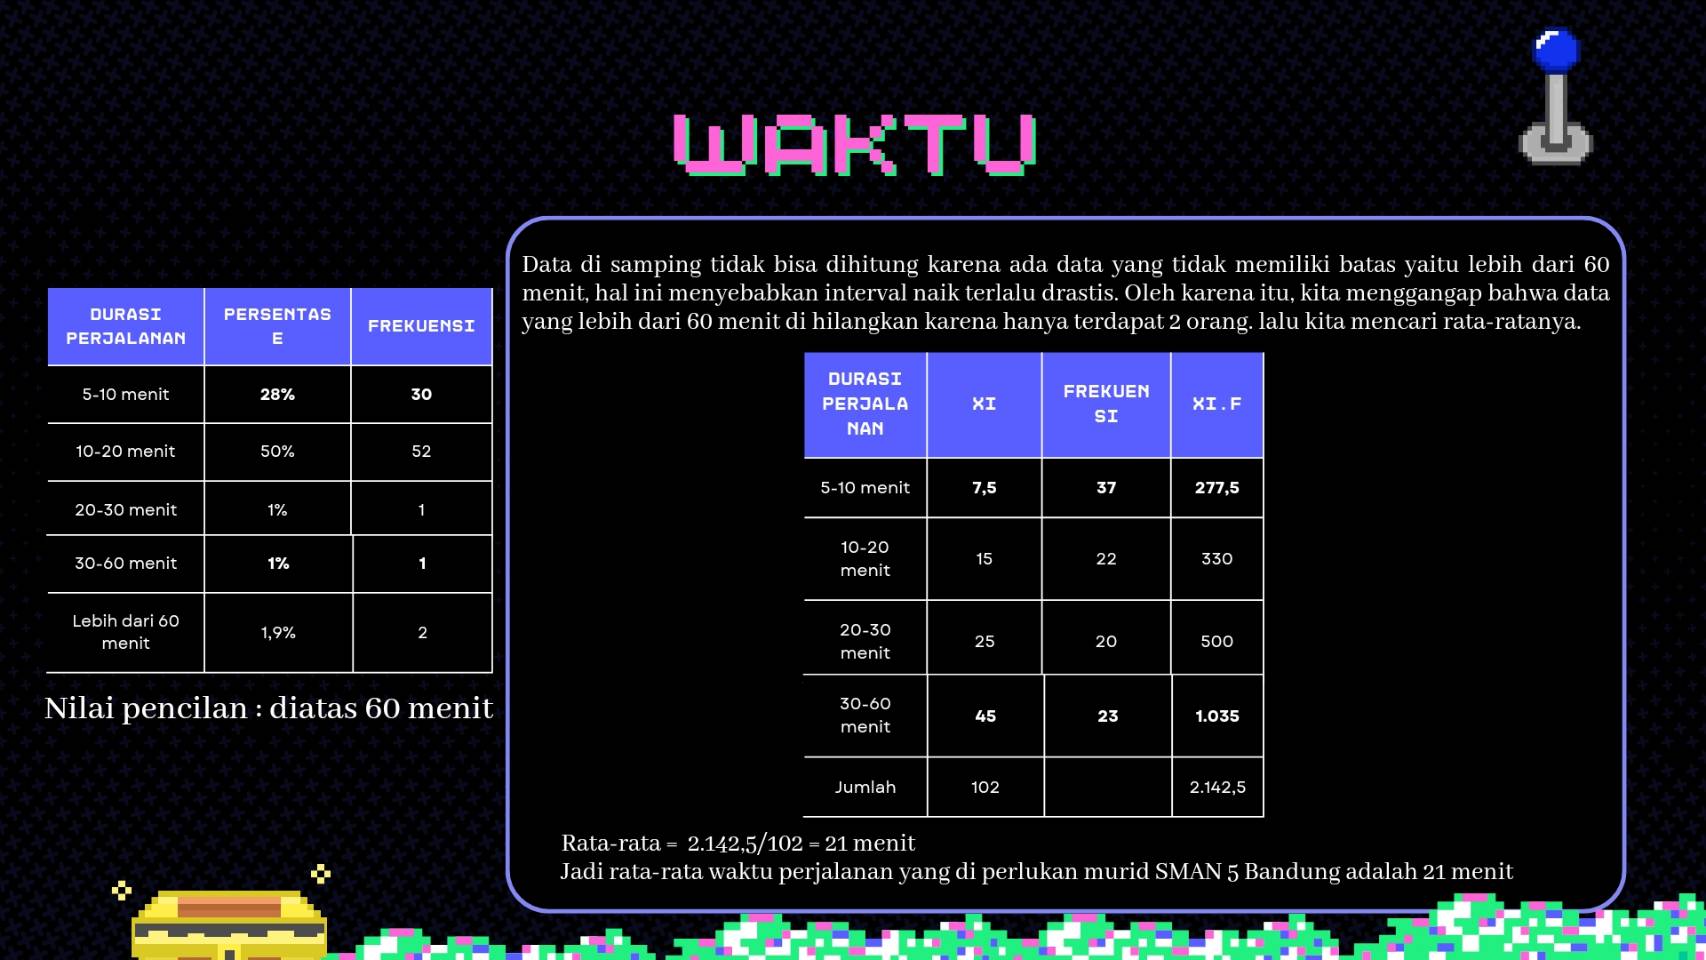 WAKTU
DURASI PERJALANAN PERSENTASE FREKUENSI
5-10 menit 28% 30
10-20 menit 50% 52
20-30 menit 1% 1
30-60 menit 1% 1
Lebih dari 60 menit 1,9% 2
Nilai pencilan : diatas 60 menit
Data di samping tidak bisa dihitung karena ada data yang tidak memiliki batas yaitu lebih dari 60
menit, hal ini menyebabkan interval naik terlalu drastis. Oleh karena itu, kita menggangap bahwa data
yang lebih dari 60 menit di hilangkan karena hanya terdapat 2 orang. lalu kita mencari rata-ratanya.
DURASI PERJALANAN XI FREKUENSI XI.F
5-10 menit 7,5 37 277,5
10-20 menit 15 22 330
20-30 menit 25 20 500
30-60 menit 45 23 1.035
Jumlah 102 2.142,5
Rata-rata = 2.142,5/102 = 21 menit
Jadi rata-rata waktu perjalanan yang di perlukan murid SMAN 5 Bandung adalah 21 menit